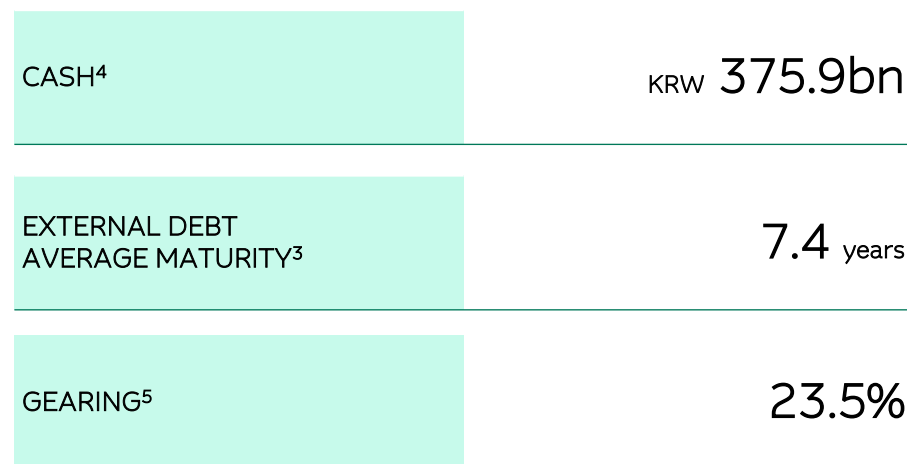 CASH⁴
KRW 375.9bn
EXTERNAL DEBT
AVERAGE MATURITY³
7.4 years
GEARING⁵
23.5%